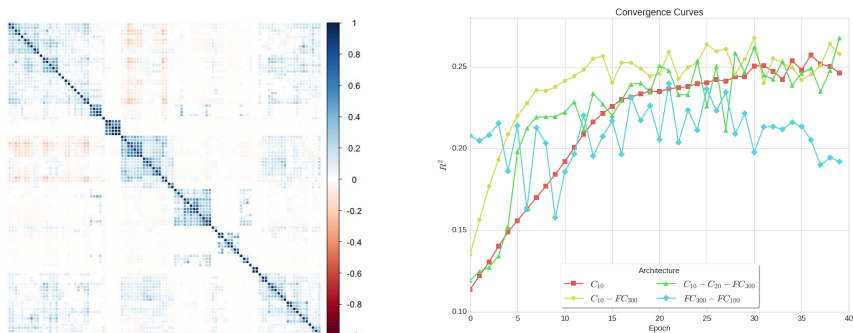 1
0.8
0.6
0.4
0.2
0
-0.2
-0.4
-0.6
-0.8
Convergence Curves
0.25
0.20
0.15
0.10
R²
0 5 10 15 20 25 30 35 40
Epoch
Architecture
C₁₀
C₁₀ − FC₃₀₀
C₁₀ − C₂₀ − FC₃₀₀
FC₃₀₀ − FC₁₀₀